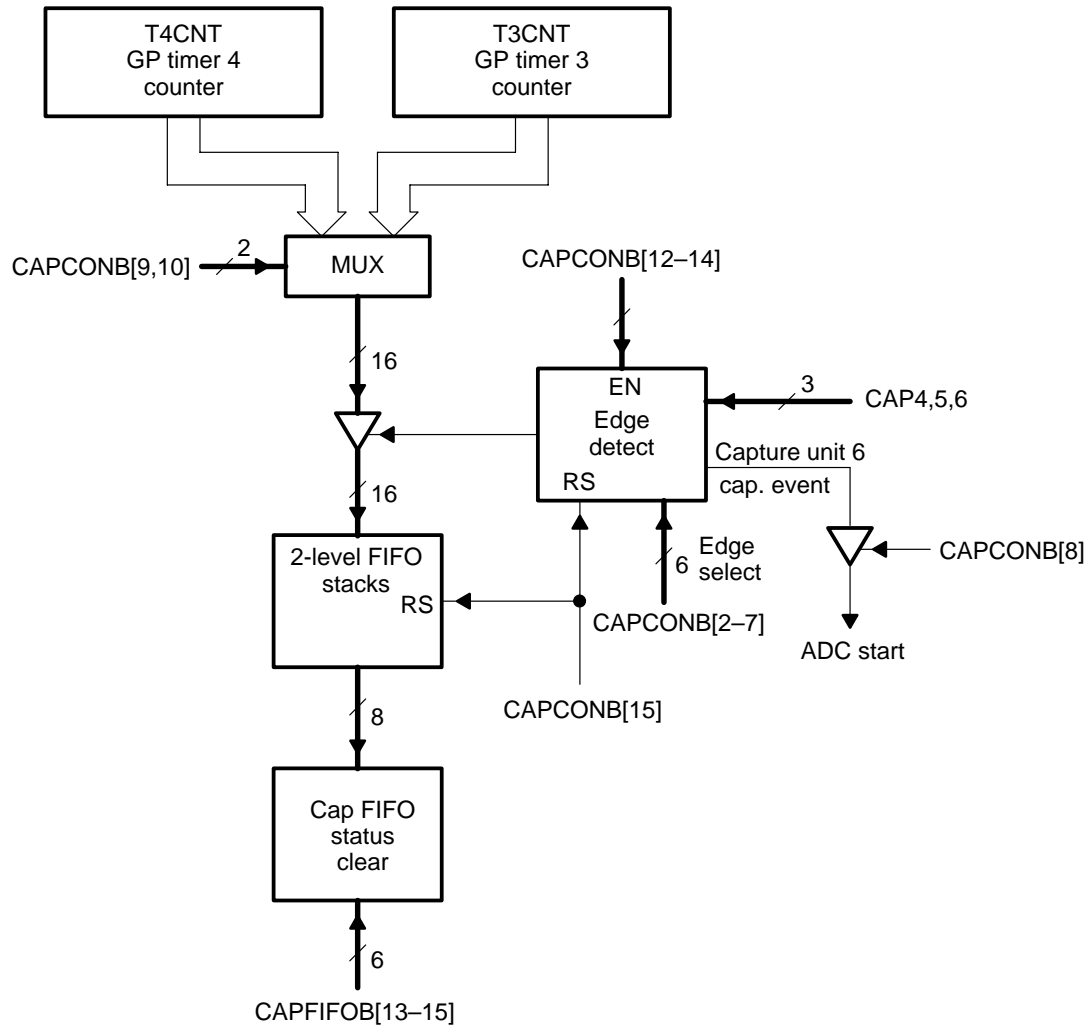 T4CNT
GP timer 4
counter
T3CNT
GP timer 3
counter
CAPCONB[9,10]
2
MUX
CAPCONB[12–14]
16
EN
Edge
detect
RS
3
CAP4,5,6
Capture unit 6
cap. event
16
2-level FIFO
stacks
RS
6
Edge
select
CAPCONB[8]
CAPCONB[2–7]
ADC start
CAPCONB[15]
8
Cap FIFO
status
clear
6
CAPFIFOB[13–15]